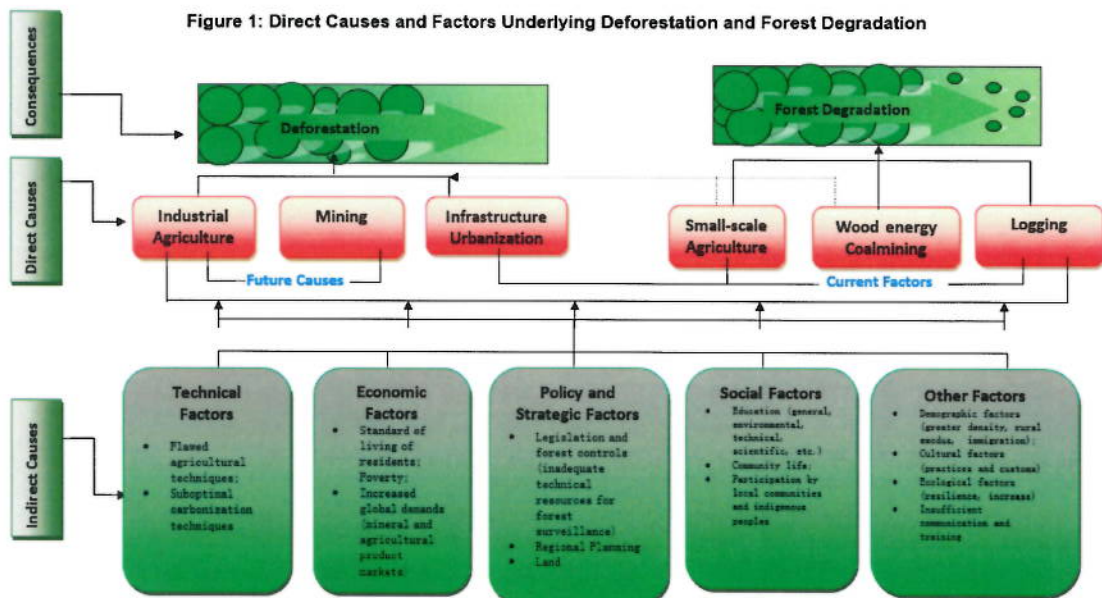 Figure 1: Direct Causes and Factors Underlying Deforestation and Forest Degradation
Consequences
Deforestation
Forest Degradation
Direct Causes
Industrial
Agriculture
Mining
Infrastructure
Urbanization
Small-scale
Agriculture
Wood energy
Coalmining
Logging
Future Causes
Current Factors
Indirect Causes
Technical
Factors
• Flawed
agricultural
techniques;
• Suboptimal
carbonization
techniques
Economic
Factors
• Standard of
living of
residents;
Poverty;
• Increased
global demands
(mineral and
agricultural
product
markets
Policy and
Strategic Factors
• Legislation and
forest controls
(inadequate
technical
resources for
forest
surveillance)
• Regional Planning
• Land
Social Factors
• Education (general,
environmental,
technical,
scientific, etc.)
• Community life;
• Participation by
local communities
and indigenous
peoples
Other Factors
• Demographic factors
(greater density, rural
exodus, immigration);
• Cultural factors
(practices and customs)
• Ecological factors
(resilience, increase)
• Insufficient
communication and
training